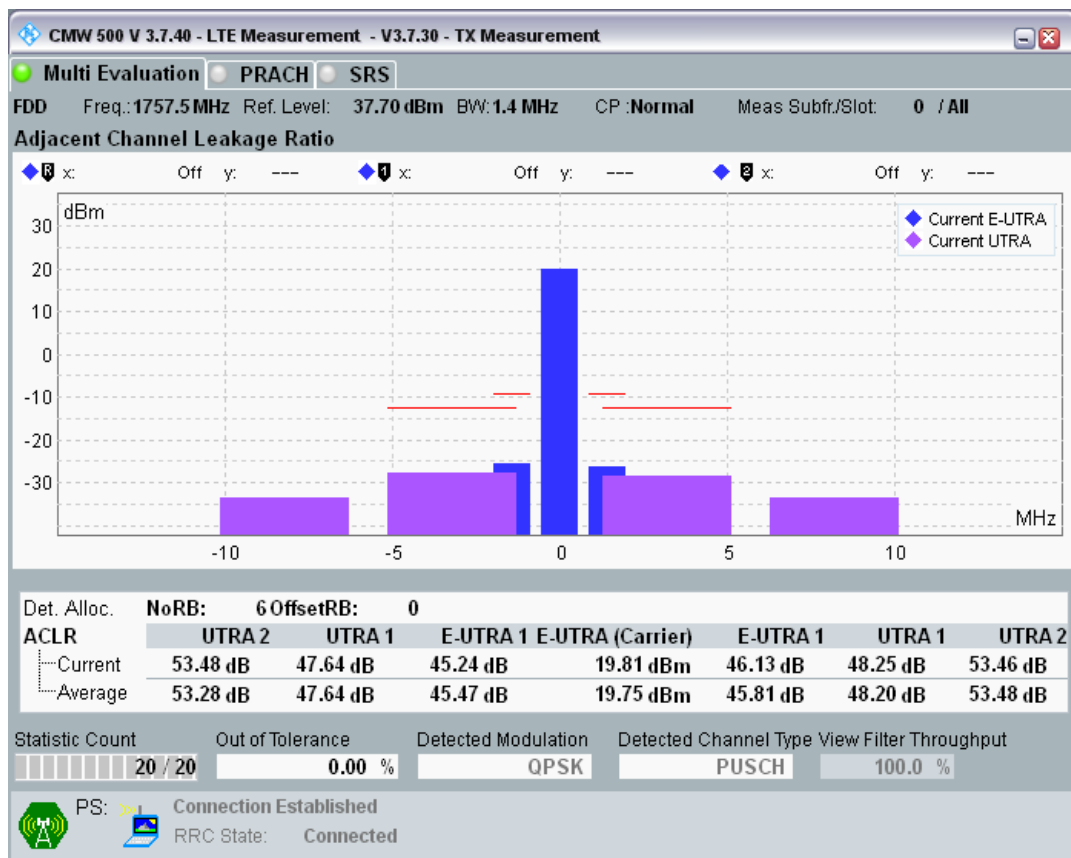 CMW 500 V 3.7.40 - LTE Measurement - V3.7.30 - TX Measurement
Multi Evaluation PRACH SRS
FDD Freq.: 1757.5 MHz Ref. Level: 37.70 dBm BW: 1.4 MHz CP :Normal Meas Subfr./Slot: 0 / All
Adjacent Channel Leakage Ratio
R x: Off y: --- 1 x: Off y: --- 2 x: Off y: ---
dBm
Current E-UTRA
Current UTRA
30
20
10
0
-10
-20
-30
MHz
-10 -5 0 5 10
Det. Alloc. NoRB: 6 OffsetRB: 0
ACLR UTRA 2 UTRA 1 E-UTRA 1 E-UTRA (Carrier) E-UTRA 1 UTRA 1 UTRA 2
Current 53.48 dB 47.64 dB 45.24 dB 19.81 dBm 46.13 dB 48.25 dB 53.46 dB
Average 53.28 dB 47.64 dB 45.47 dB 19.75 dBm 45.81 dB 48.20 dB 53.48 dB
Statistic Count Out of Tolerance Detected Modulation Detected Channel Type View Filter Throughput
20 / 20 0.00 % QPSK PUSCH 100.0 %
PS: Connection Established
RRC State: Connected